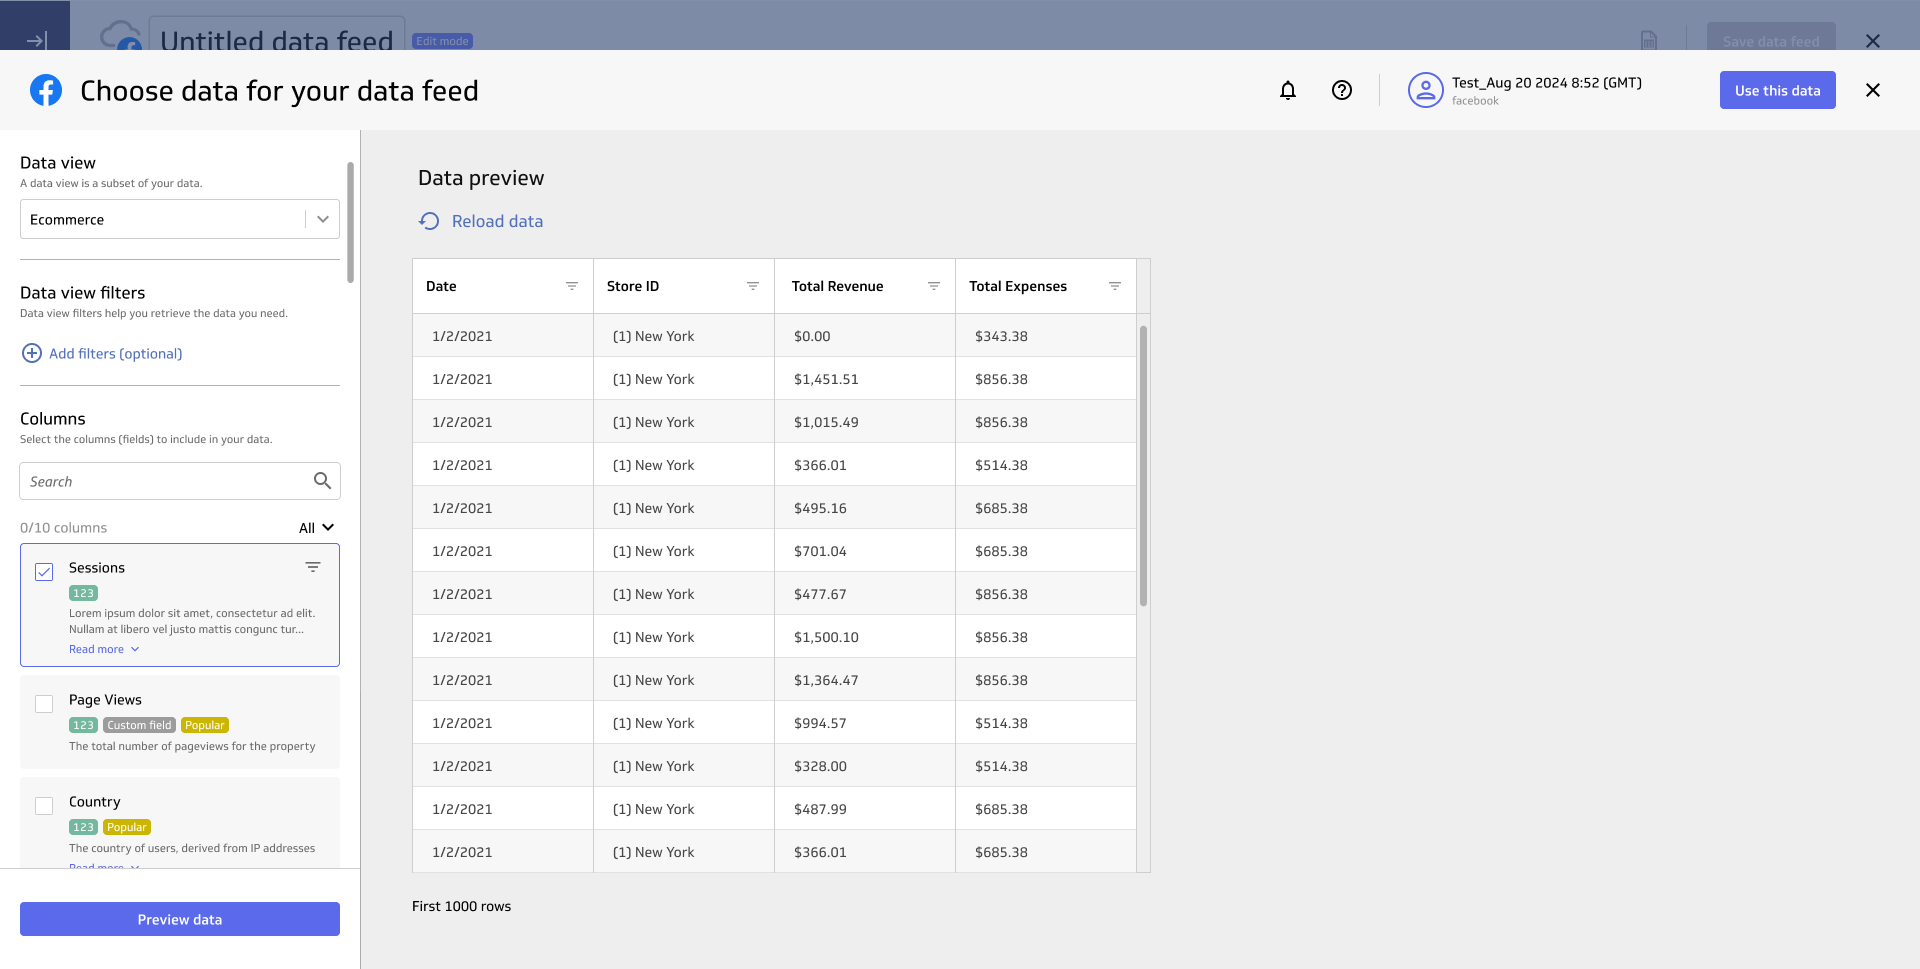 Untitled data feed
Edit mode
Save data feed
Choose data for your data feed
Test_Aug 20 2024 8:52 (GMT)
facebook
Use this data
Data view
A data view is a subset of your data.
Ecommerce
Data view filters
Data view filters help you retrieve the data you need.
Add filters (optional)
Columns
Select the columns (fields) to include in your data.
Search
0/10 columns
All
Sessions
123
Lorem ipsum dolor sit amet, consectetur ad elit.
Nullam at libero vel justo mattis congunc tur...
Read more
Page Views
123 Custom field Popular
The total number of pageviews for the property
Country
123 Popular
The country of users, derived from IP addresses
Read more
Preview data
Data preview
Reload data
Date Store ID Total Revenue Total Expenses
1/2/2021 (1) New York $0.00 $343.38
1/2/2021 (1) New York $1,451.51 $856.38
1/2/2021 (1) New York $1,015.49 $856.38
1/2/2021 (1) New York $366.01 $514.38
1/2/2021 (1) New York $495.16 $685.38
1/2/2021 (1) New York $701.04 $685.38
1/2/2021 (1) New York $477.67 $856.38
1/2/2021 (1) New York $1,500.10 $856.38
1/2/2021 (1) New York $1,364.47 $856.38
1/2/2021 (1) New York $994.57 $514.38
1/2/2021 (1) New York $328.00 $514.38
1/2/2021 (1) New York $487.99 $685.38
1/2/2021 (1) New York $366.01 $685.38
First 1000 rows